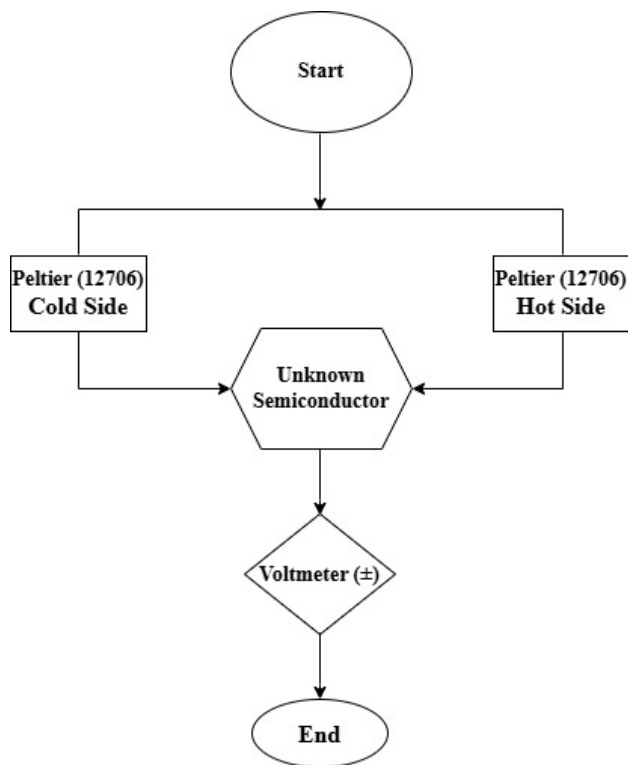 Start
Peltier (12706)
Cold Side
Peltier (12706)
Hot Side
Unknown
Semiconductor
Voltmeter (±)
End